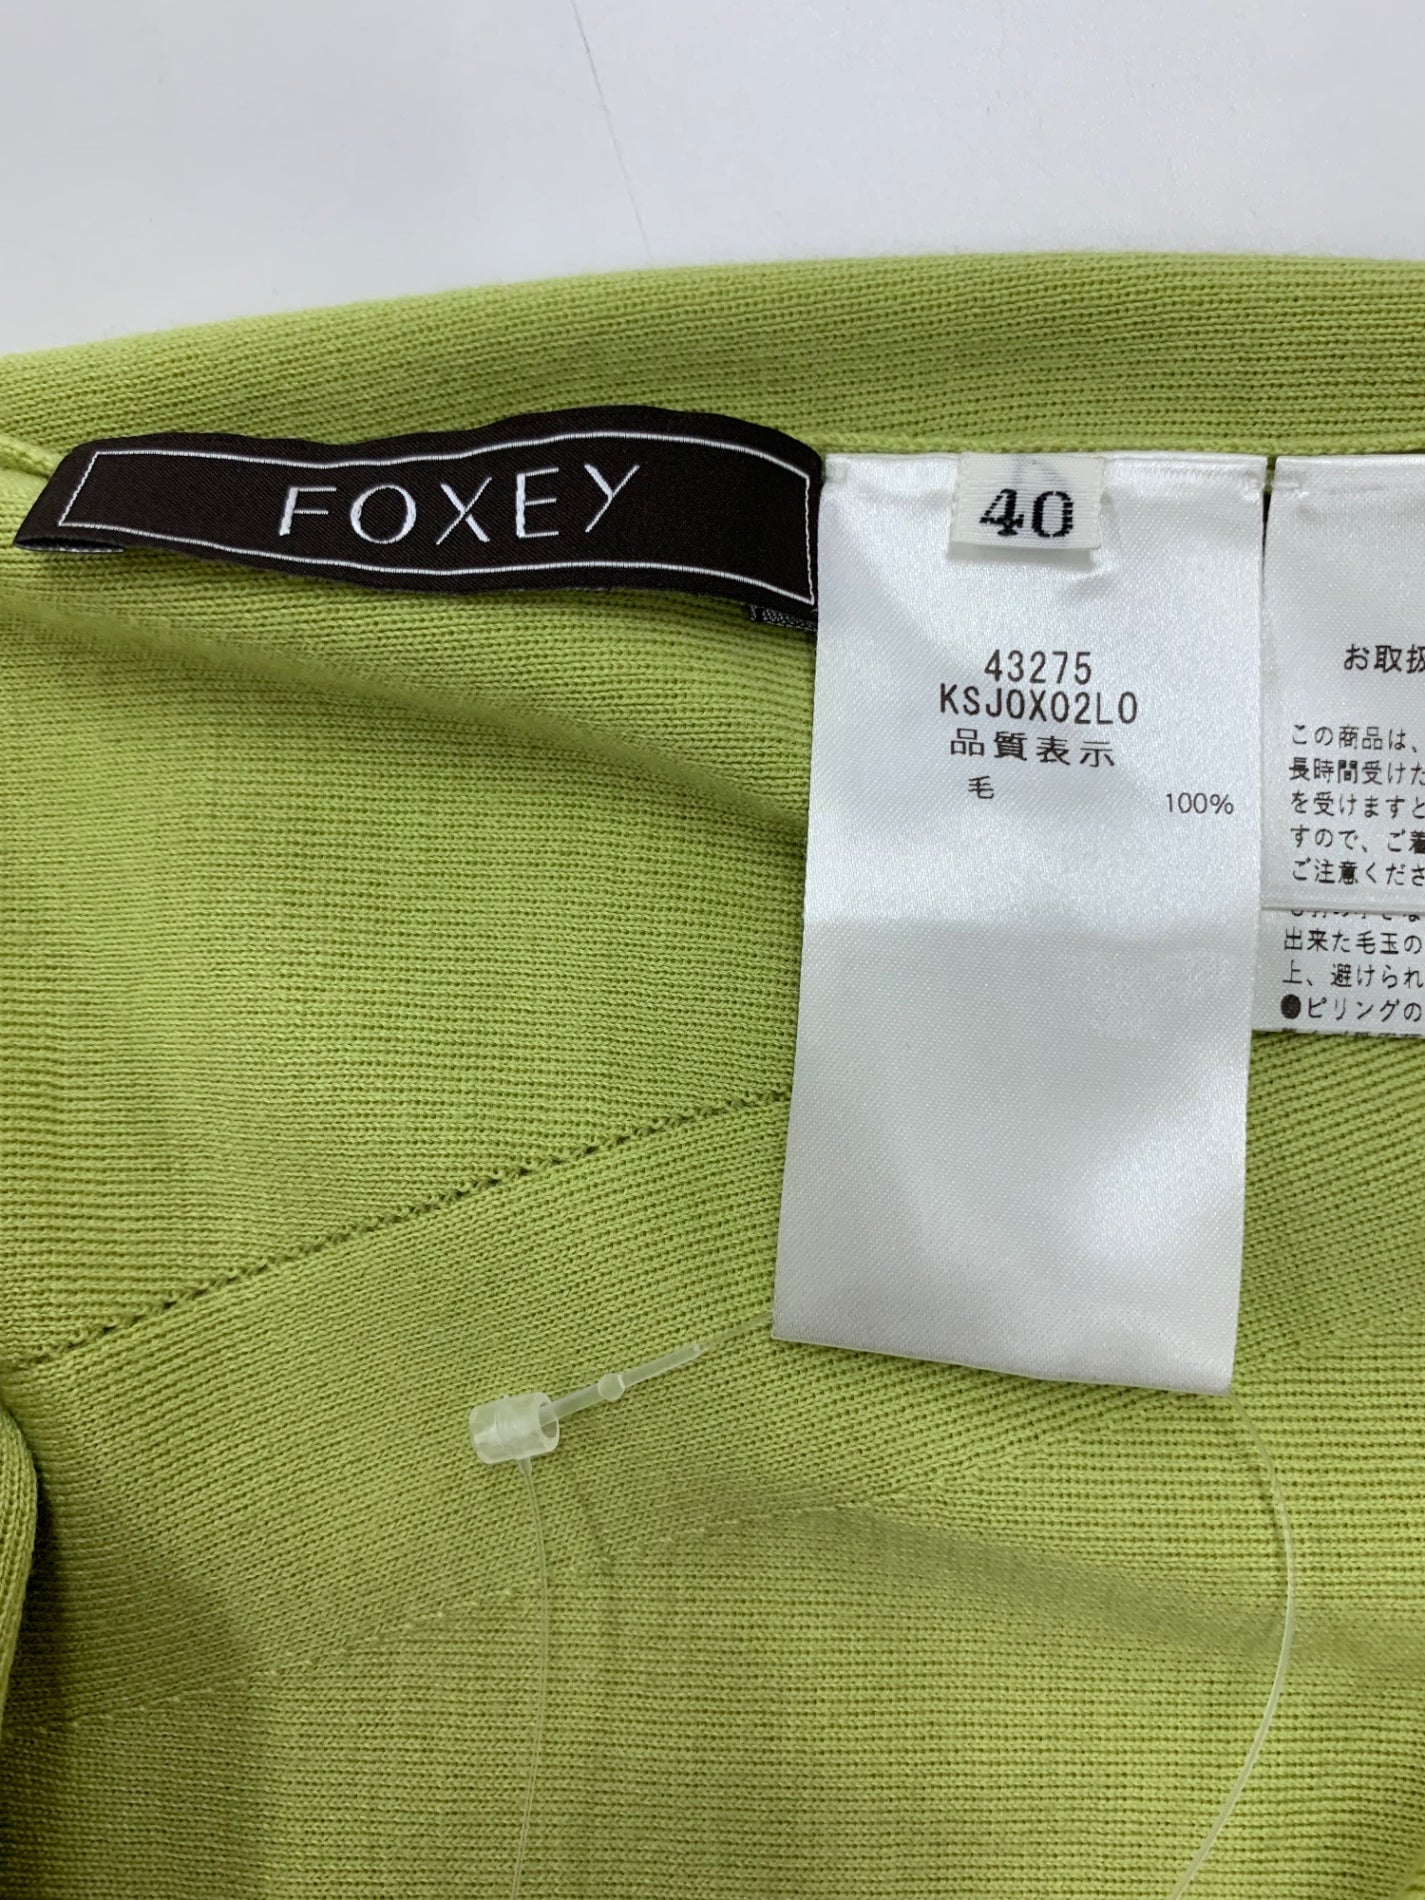 FOXEY
40
43275
KSJ0X02L0
品質表示
毛 100%
お取扱
この商品は、
長時間受けた
を受けますと
すので、ご着
ご注意くださ
出来た毛玉の
上、避けられ
●ピリングの